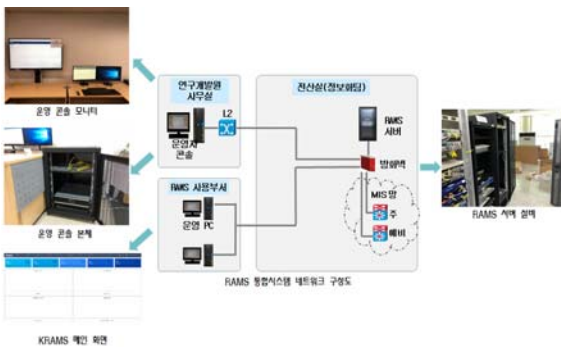 운영 콘솔 모니터
운영 콘솔 본체
KRAMS 메인 화면
연구개발원
사무실
L2
운영자
콘솔
RAMS 사용부서
운영 PC
전산실(정보화팀)
RAMS
서버
방화벽
MIS 망
주
예비
RAMS 통합시스템 네트워크 구성도
RAMS 서버 설비